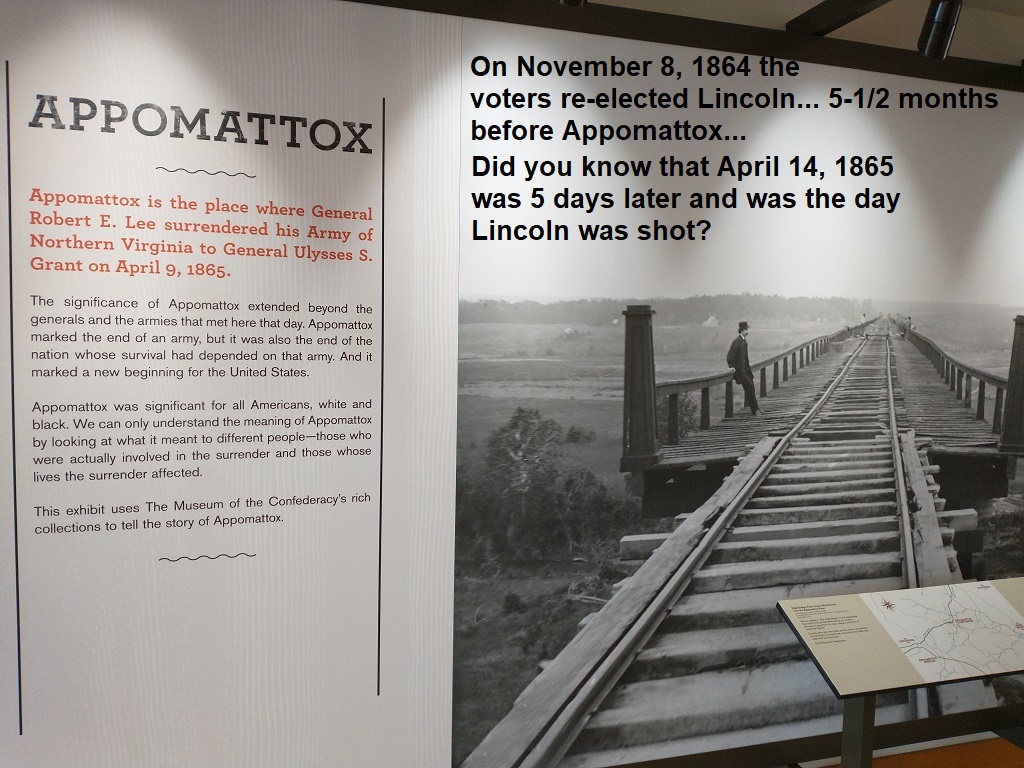 APPOMATTOX
Appomattox is the place where General
Robert E. Lee surrendered his Army of
Northern Virginia to General Ulysses S.
Grant on April 9, 1865.
The significance of Appomattox extended beyond the
generals and the armies that met here that day. Appomattox
marked the end of an army, but it was also the end of the
nation whose survival had depended on that army. And it
marked a new beginning for the United States.
Appomattox was significant for all Americans, white and
black. We can only understand the meaning of Appomattox
by looking at what it meant to different people—those who
were actually involved in the surrender and those whose
lives the surrender affected.
This exhibit uses The Museum of the Confederacy's rich
collections to tell the story of Appomattox.
On November 8, 1864 the
voters re-elected Lincoln... 5-1/2 months
before Appomattox...
Did you know that April 14, 1865
was 5 days later and was the day
Lincoln was shot?